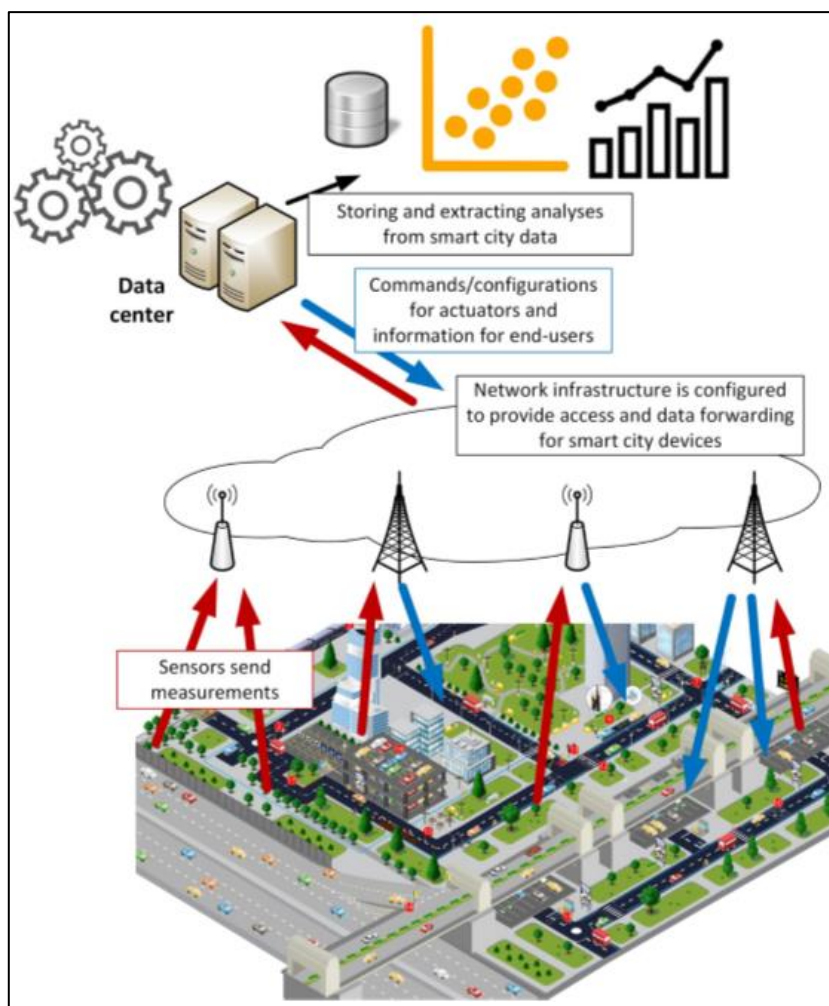 Storing and extracting analyses
from smart city data
Data
center
Commands/configurations
for actuators and
information for end-users
Network infrastructure is configured
to provide access and data forwarding
for smart city devices
Sensors send
measurements